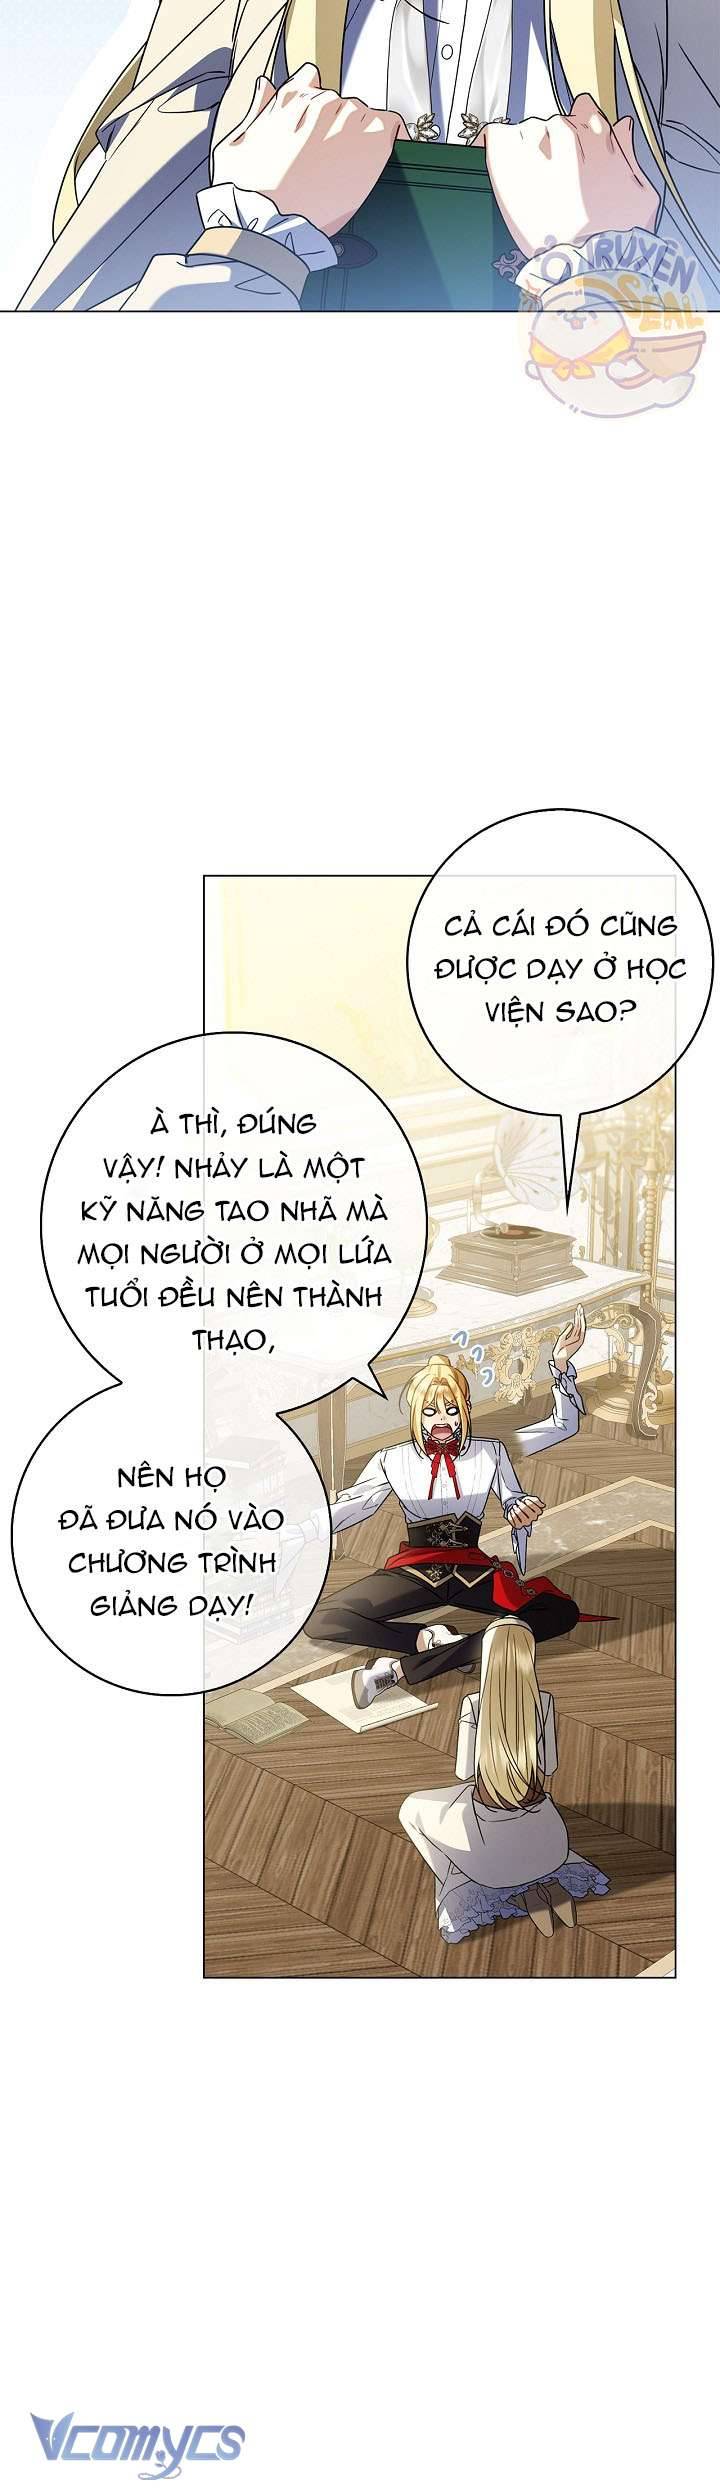 Ổ TRUYỆN
SEAL
CẢ CÁI ĐÓ CŨNG
ĐƯỢC DẠY Ở HỌC
VIỆN SAO?
À THÌ, ĐÚNG
VẬY! NHẢY LÀ MỘT
KỸ NĂNG TAO NHÃ MÀ
MỌI NGƯỜI Ở MỌI LỨA
TUỔI ĐỀU NÊN THÀNH
THẠO,
NÊN HỌ
ĐÃ ĐƯA NÓ VÀO
CHƯƠNG TRÌNH
GIẢNG DẠY!
Vcomycs